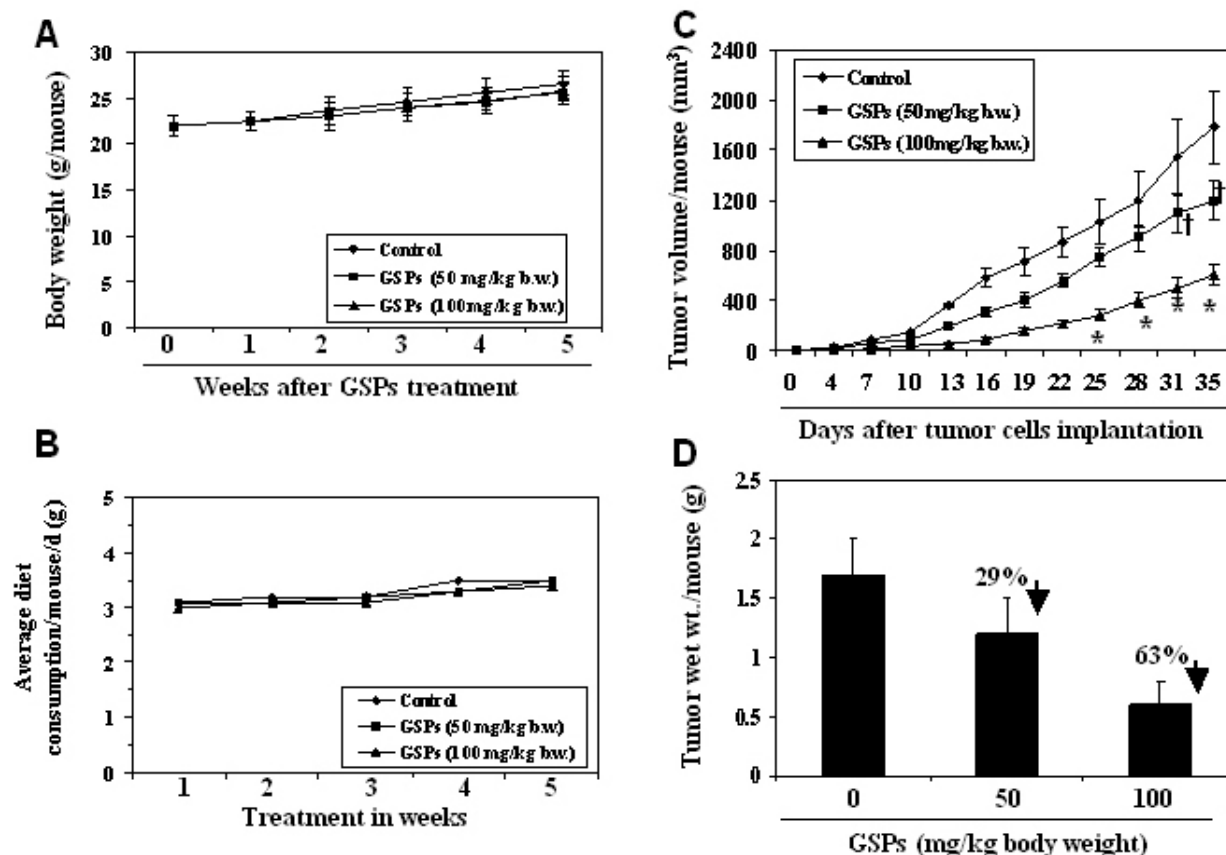 A
Body weight (g/mouse)
30
25
20
15
10
5
0
Control
GSPs (50 mg/kg b.w.)
GSPs (100mg/kg b.w.)
0 1 2 3 4 5
Weeks after GSPs treatment
B
Average diet
consumption/mouse/d (g)
5
4
3
2
1
0
Control
GSPs (50 mg/kg b.w.)
GSPs (100 mg/kg b.w.)
1 2 3 4 5
Treatment in weeks
C
Tumor volume/mouse (mm³)
2400
2000
1600
1200
800
400
0
Control
GSPs (50mg/kg b.w.)
GSPs (100mg/kg b.w.)
†
†
* * * *
0 4 7 10 13 16 19 22 25 28 31 35
Days after tumor cells implantation
D
Tumor wet wt./mouse (g)
2.5
2
1.5
1
0.5
0
29%
63%
0 50 100
GSPs (mg/kg body weight)